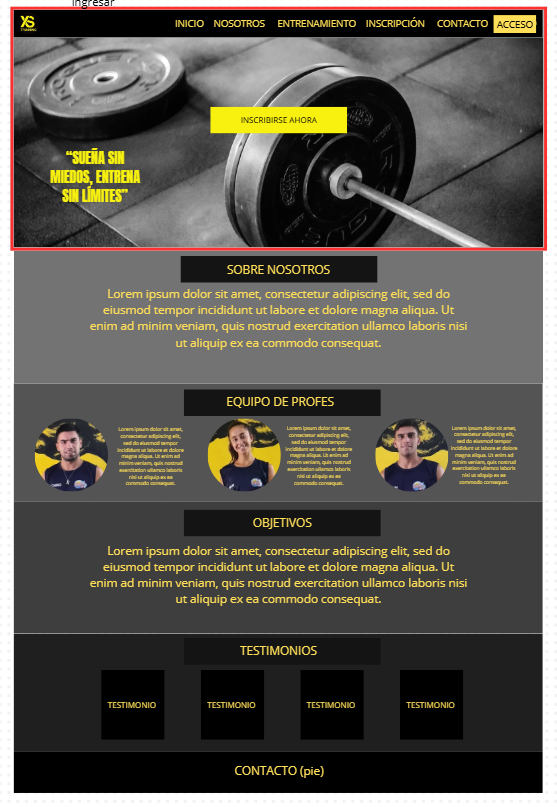 ingresar
XS
TRAINING
INICIO NOSOTROS ENTRENAMIENTO INSCRIPCIÓN CONTACTO ACCESO
INSCRIBIRSE AHORA
“SUEÑA SIN
MIEDOS, ENTRENA
SIN LÍMITES”
SOBRE NOSOTROS
Lorem ipsum dolor sit amet, consectetur adipiscing elit, sed do
eiusmod tempor incididunt ut labore et dolore magna aliqua. Ut
enim ad minim veniam, quis nostrud exercitation ullamco laboris nisi
ut aliquip ex ea commodo consequat.
EQUIPO DE PROFES
Lorem ipsum dolor sit amet,
consectetur adipiscing elit,
sed do eiusmod tempor
incididunt ut labore et dolore
magna aliqua. Ut enim ad
minim veniam, quis nostrud
exercitation ullamco laboris
nisi ut aliquip ex ea
commodo consequat.
Lorem ipsum dolor sit amet,
consectetur adipiscing elit,
sed do eiusmod tempor
incididunt ut labore et dolore
magna aliqua. Ut enim ad
minim veniam, quis nostrud
exercitation ullamco laboris
nisi ut aliquip ex ea
commodo consequat.
Lorem ipsum dolor sit amet,
consectetur adipiscing elit,
sed do eiusmod tempor
incididunt ut labore et dolore
magna aliqua. Ut enim ad
minim veniam, quis nostrud
exercitation ullamco laboris
nisi ut aliquip ex ea
commodo consequat.
OBJETIVOS
Lorem ipsum dolor sit amet, consectetur adipiscing elit, sed do
eiusmod tempor incididunt ut labore et dolore magna aliqua. Ut
enim ad minim veniam, quis nostrud exercitation ullamco laboris nisi
ut aliquip ex ea commodo consequat.
TESTIMONIOS
TESTIMONIO TESTIMONIO TESTIMONIO TESTIMONIO
CONTACTO (pie)